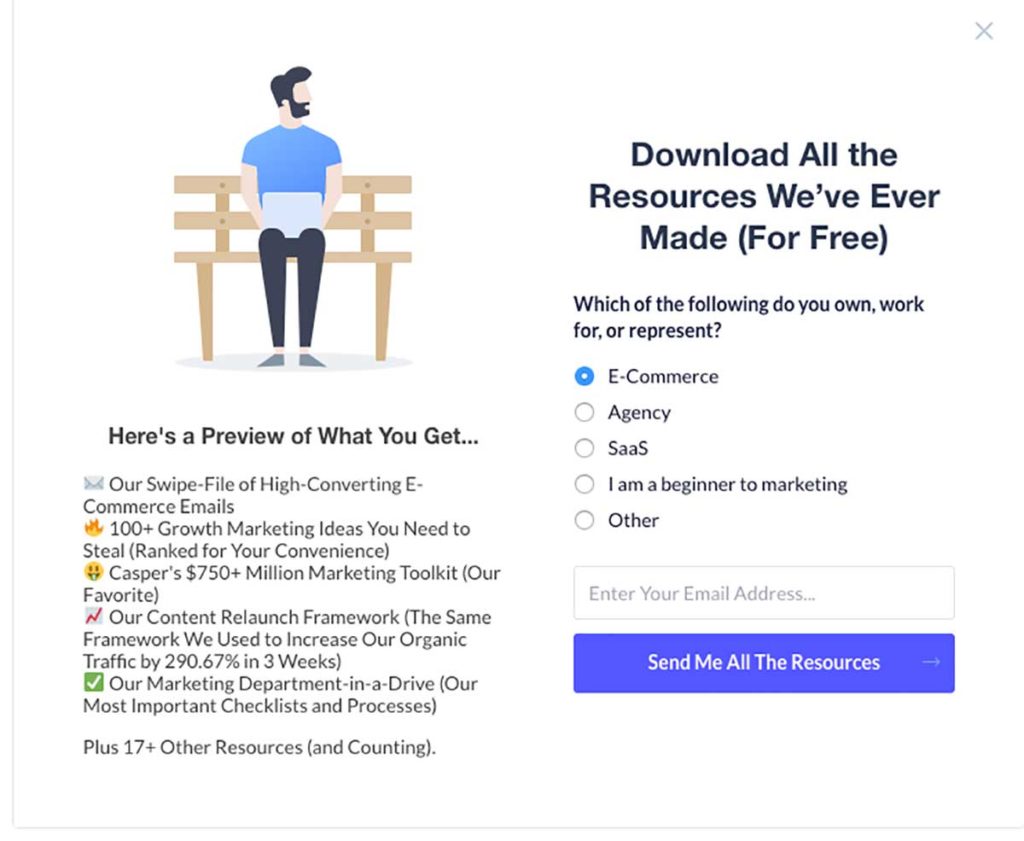 Here's a Preview of What You Get...
✉️ Our Swipe-File of High-Converting E-
Commerce Emails
🔥 100+ Growth Marketing Ideas You Need to
Steal (Ranked for Your Convenience)
🤑 Casper's $750+ Million Marketing Toolkit (Our
Favorite)
📈 Our Content Relaunch Framework (The Same
Framework We Used to Increase Our Organic
Traffic by 290.67% in 3 Weeks)
✅ Our Marketing Department-in-a-Drive (Our
Most Important Checklists and Processes)
Plus 17+ Other Resources (and Counting).
Download All the
Resources We’ve Ever
Made (For Free)
Which of the following do you own, work
for, or represent?
E-Commerce
Agency
SaaS
I am a beginner to marketing
Other
Enter Your Email Address...
Send Me All The Resources →